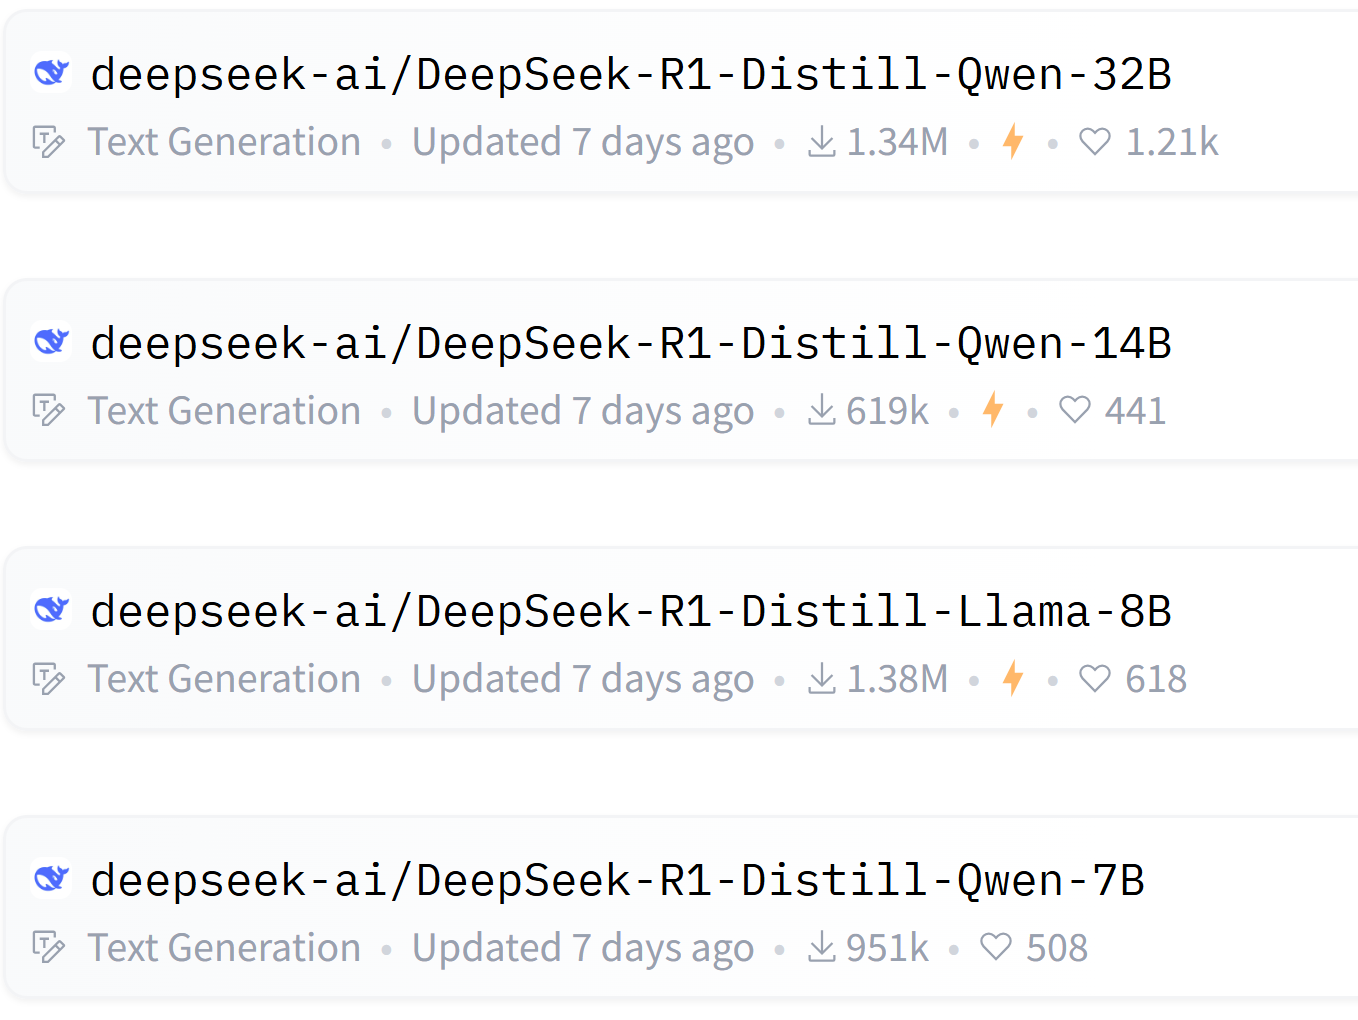 deepseek-ai/DeepSeek-R1-Distill-Qwen-32B
Text Generation • Updated 7 days ago • 1.34M • • 1.21k
deepseek-ai/DeepSeek-R1-Distill-Qwen-14B
Text Generation • Updated 7 days ago • 619k • • 441
deepseek-ai/DeepSeek-R1-Distill-Llama-8B
Text Generation • Updated 7 days ago • 1.38M • • 618
deepseek-ai/DeepSeek-R1-Distill-Qwen-7B
Text Generation • Updated 7 days ago • 951k • 508